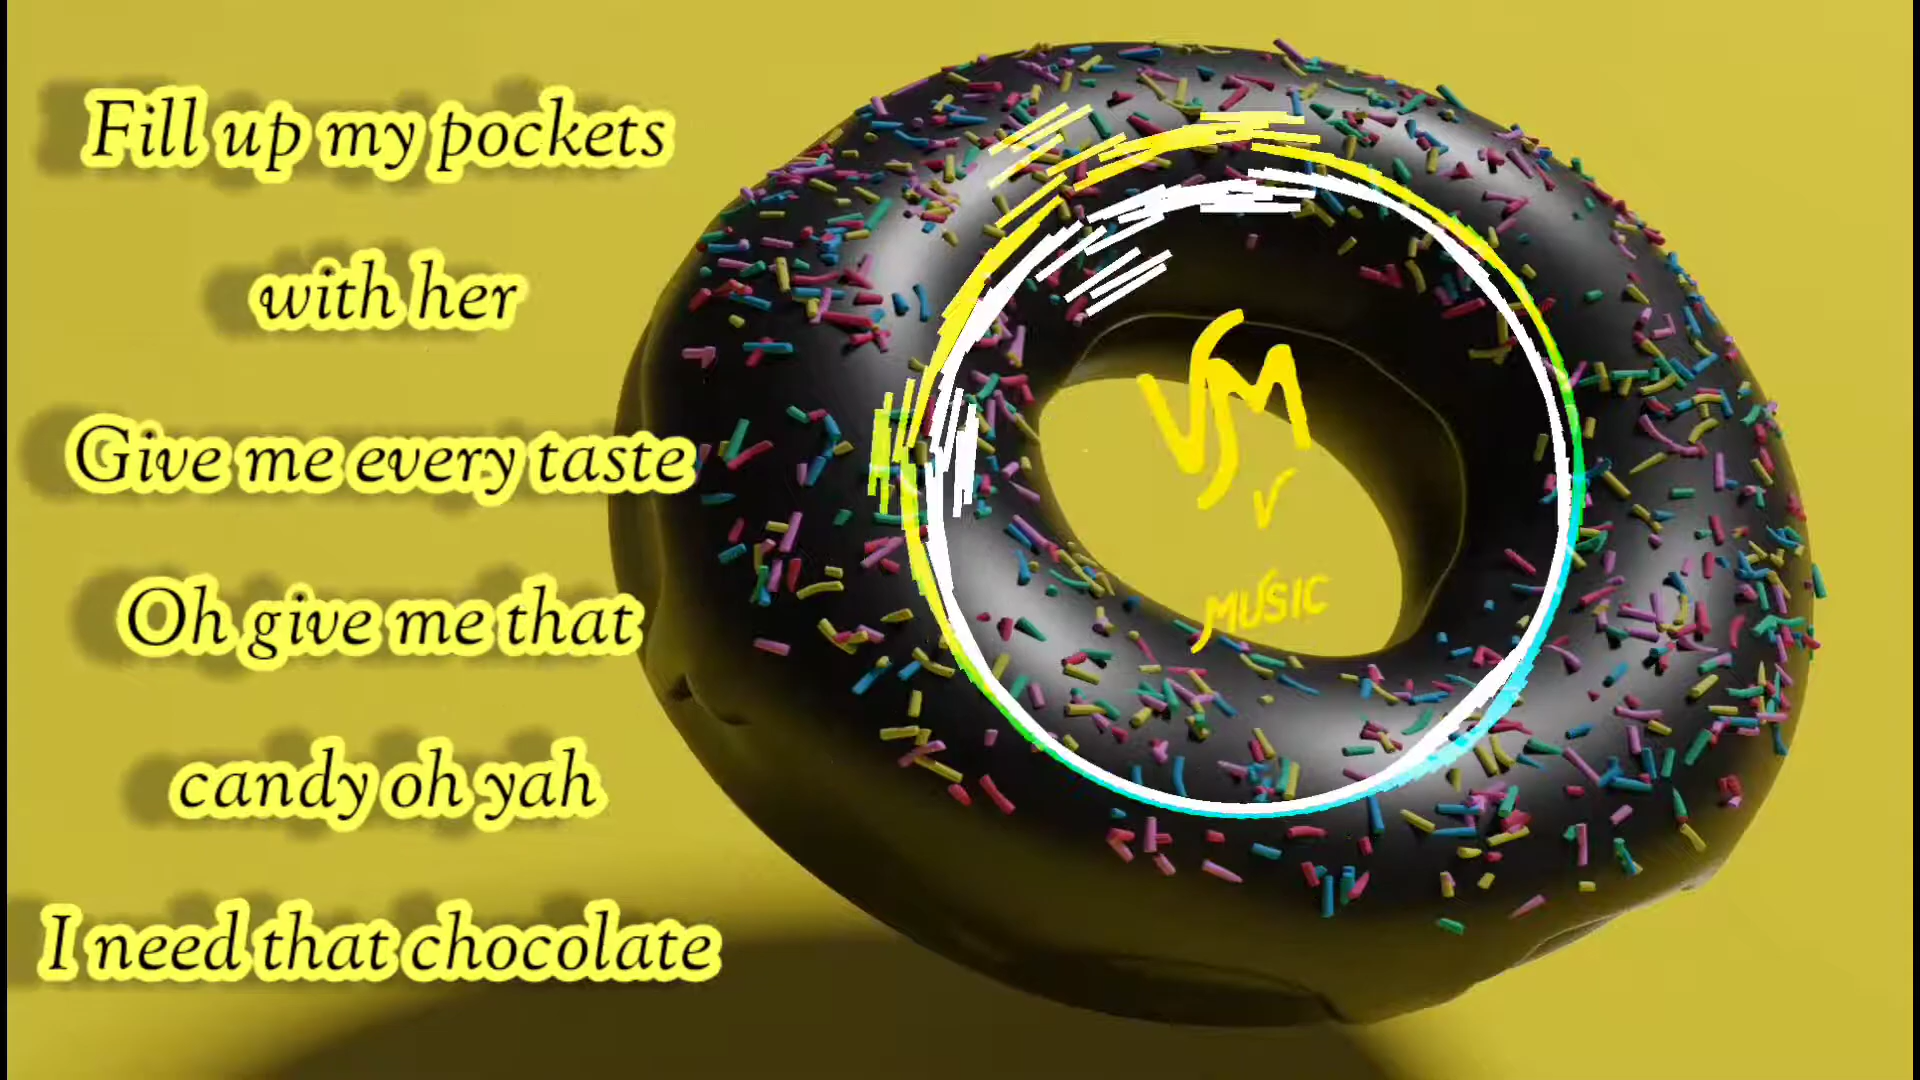 Fill up my pockets
with her
Give me every taste
Oh give me that
candy oh yah
I need that chocolate
VSM
V
MUSIC